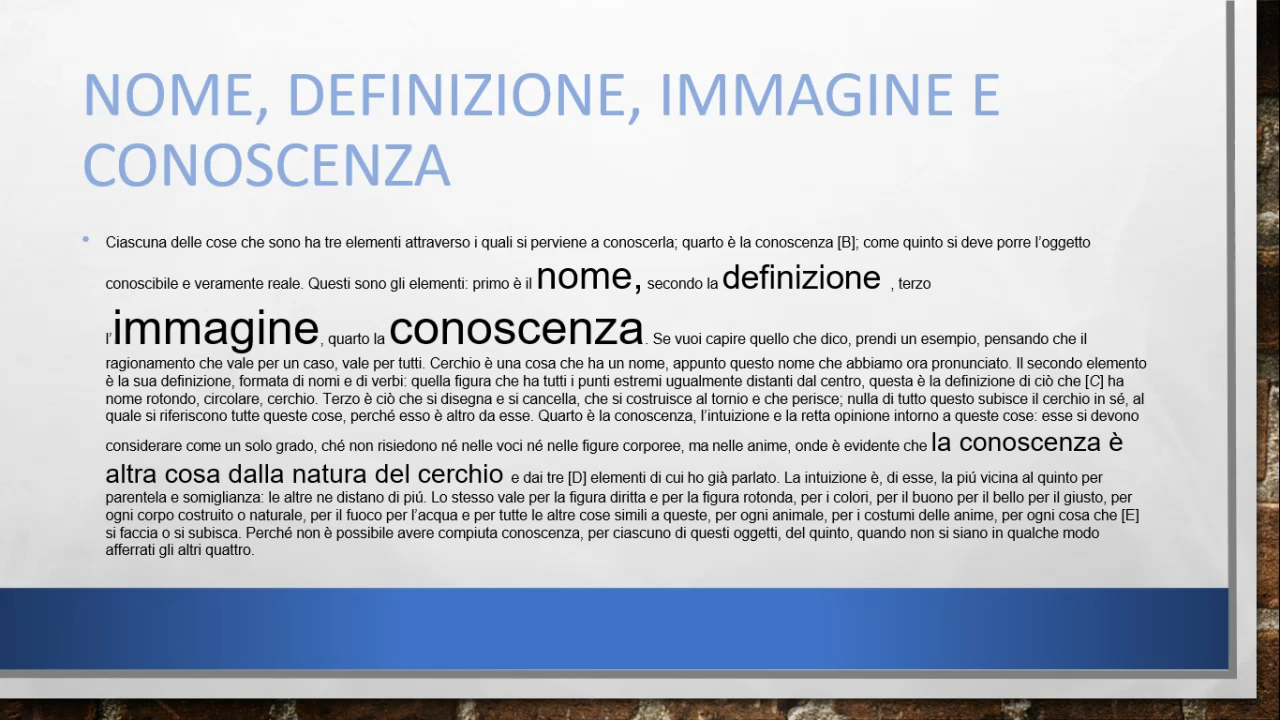 NOME, DEFINIZIONE, IMMAGINE E
CONOSCENZA
• Ciascuna delle cose che sono ha tre elementi attraverso i quali si perviene a conoscerla; quarto è la conoscenza [B]; come quinto si deve porre l'oggetto
conoscibile e veramente reale. Questi sono gli elementi: primo è il nome, secondo la definizione , terzo
l'immagine, quarto la conoscenza. Se vuoi capire quello che dico, prendi un esempio, pensando che il
ragionamento che vale per un caso, vale per tutti. Cerchio è una cosa che ha un nome, appunto questo nome che abbiamo ora pronunciato. Il secondo elemento
è la sua definizione, formata di nomi e di verbi: quella figura che ha tutti i punti estremi ugualmente distanti dal centro, questa è la definizione di ciò che [C] ha
nome rotondo, circolare, cerchio. Terzo è ciò che si disegna e si cancella, che si costruisce al tornio e che perisce; nulla di tutto questo subisce il cerchio in sé, al
quale si riferiscono tutte queste cose, perché esso è altro da esse. Quarto è la conoscenza, l'intuizione e la retta opinione intorno a queste cose: esse si devono
considerare come un solo grado, ché non risiedono né nelle voci né nelle figure corporee, ma nelle anime, onde è evidente che la conoscenza è
altra cosa dalla natura del cerchio e dai tre [D] elementi di cui ho già parlato. La intuizione è, di esse, la piú vicina al quinto per
parentela e somiglianza: le altre ne distano di piú. Lo stesso vale per la figura diritta e per la figura rotonda, per i colori, per il buono per il bello per il giusto, per
ogni corpo costruito o naturale, per il fuoco per l'acqua e per tutte le altre cose simili a queste, per ogni animale, per i costumi delle anime, per ogni cosa che [E]
si faccia o si subisca. Perché non è possibile avere compiuta conoscenza, per ciascuno di questi oggetti, del quinto, quando non si siano in qualche modo
afferrati gli altri quattro.